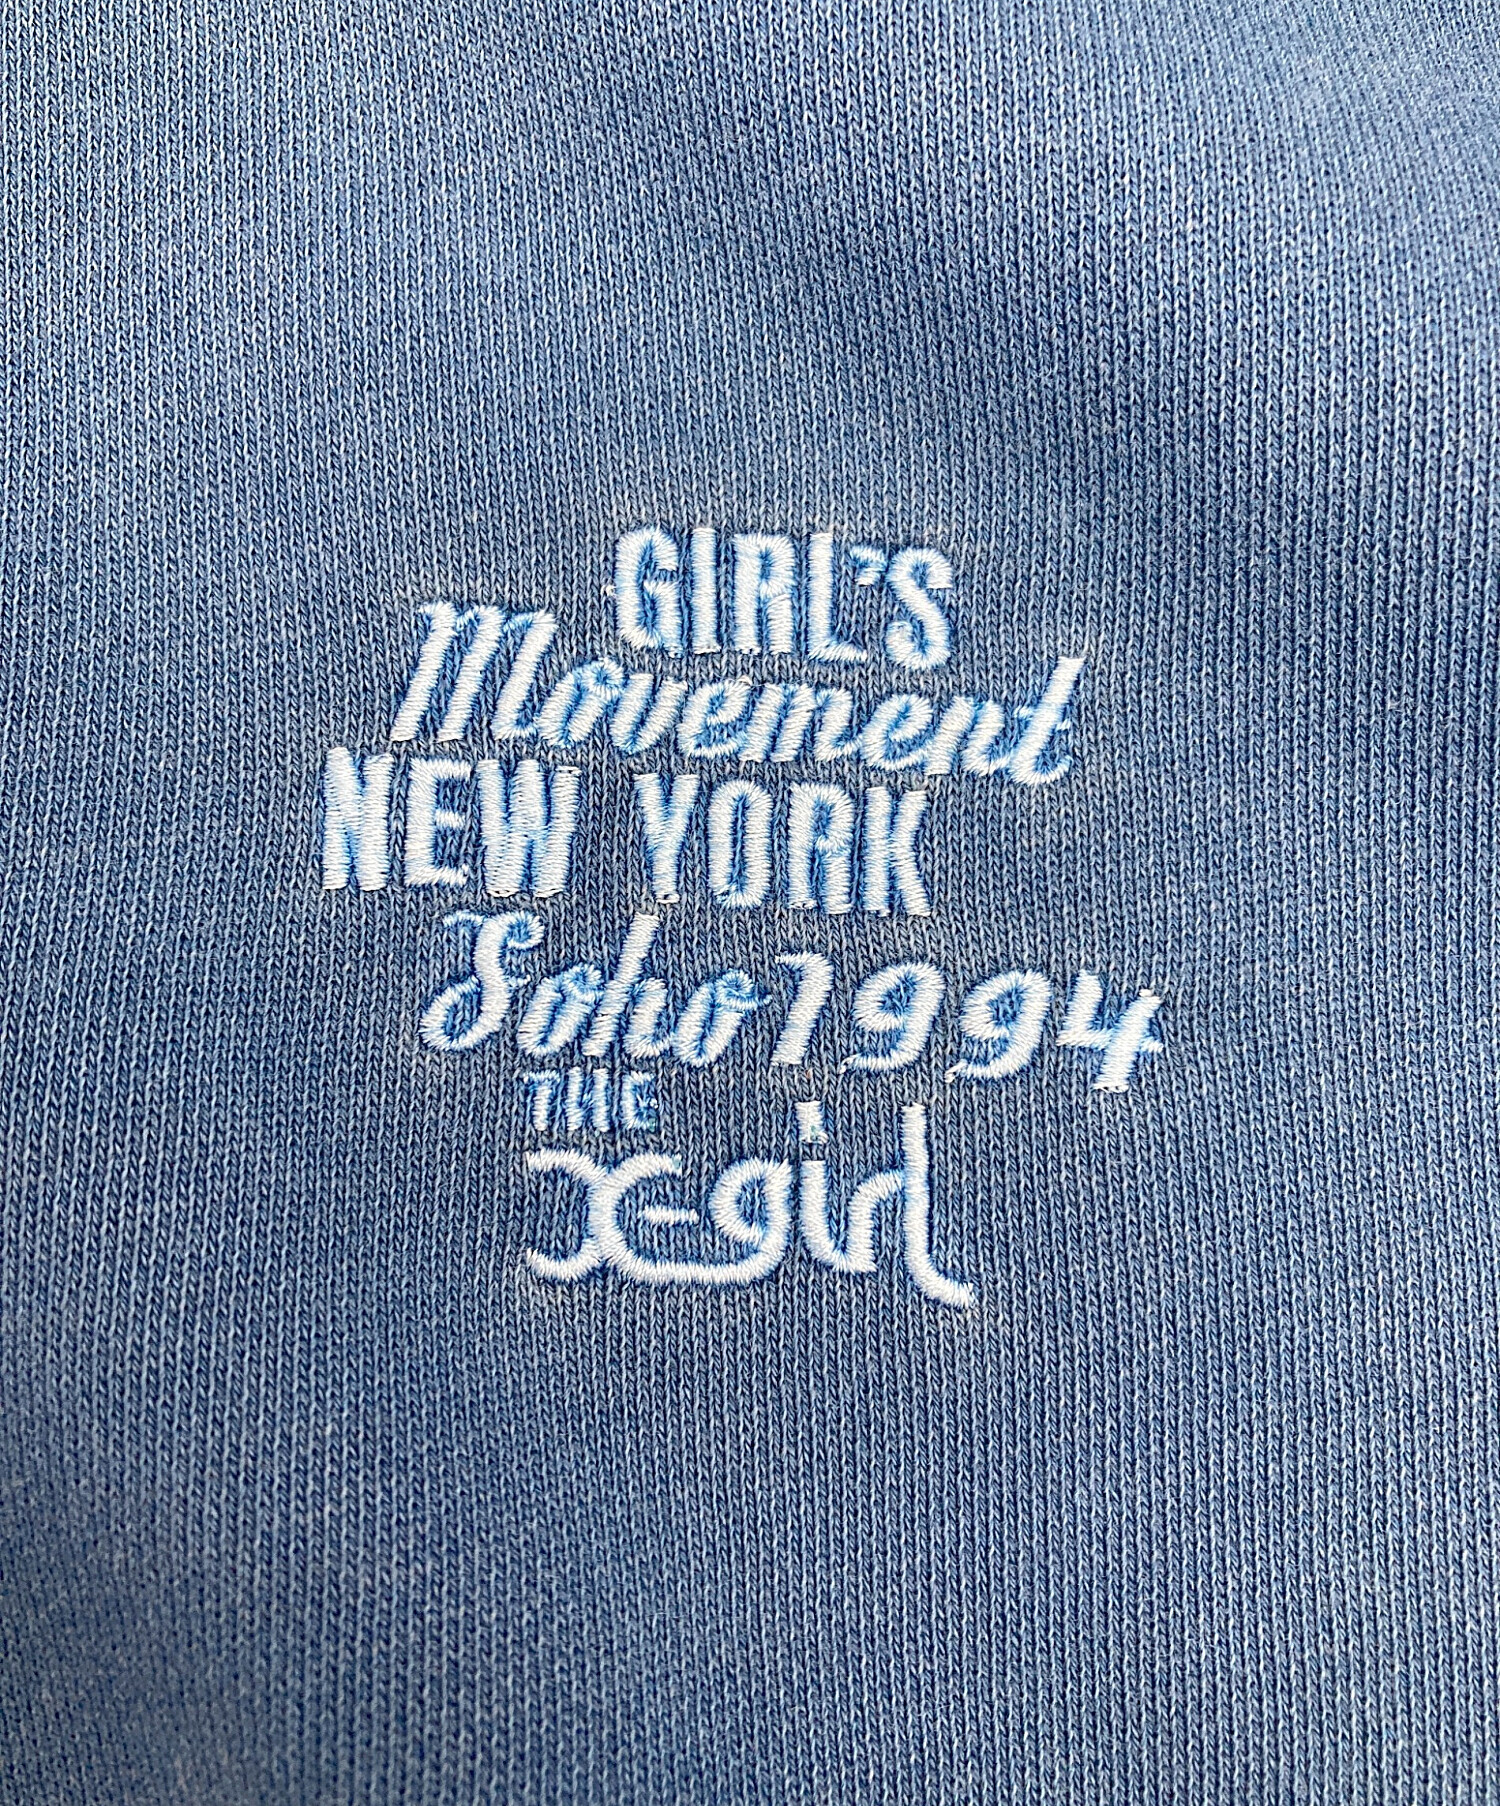 GIRL'S
Movement
NEW YORK
Soho 1994
THE
X-girl